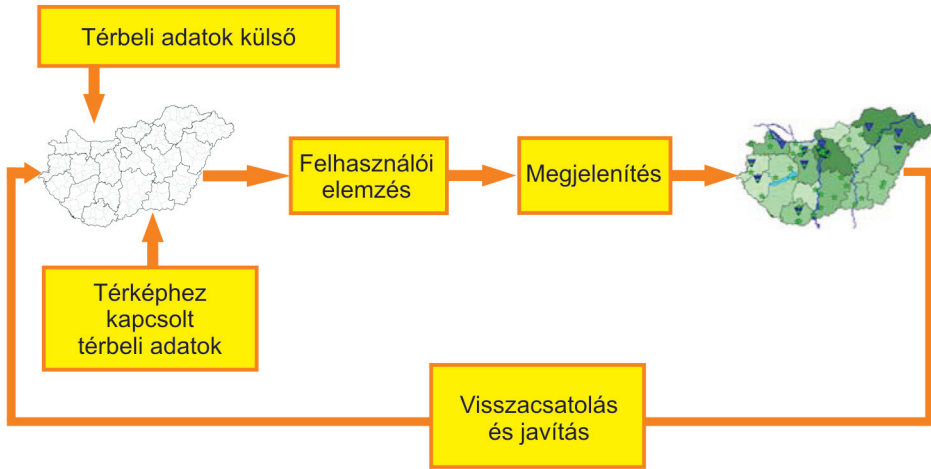 Térbeli adatok külső
Felhasználói
elemzés
Megjelenítés
Térképhez
kapcsolt
térbeli adatok
Visszacsatolás
és javítás